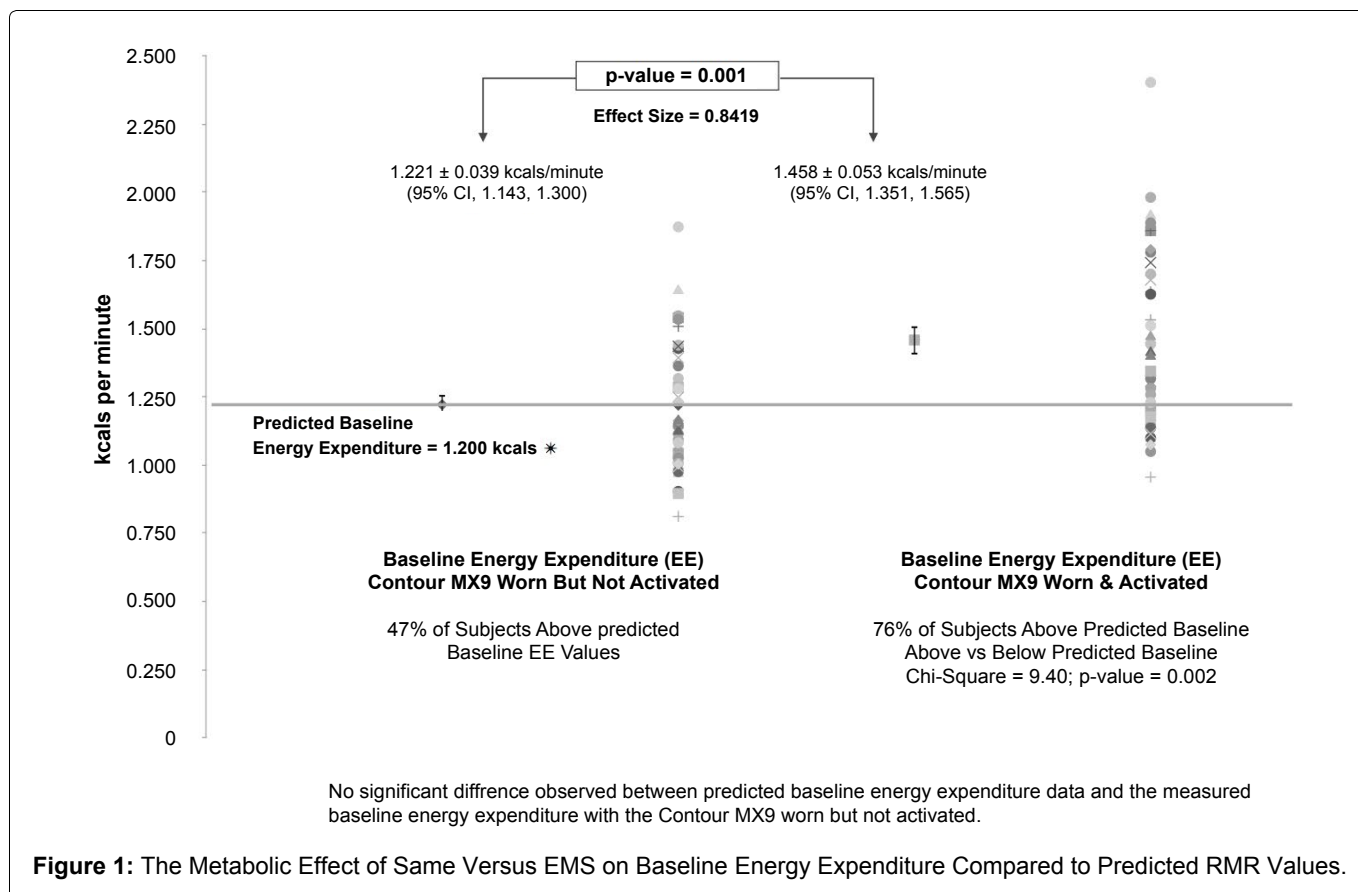 2.500
2.250
2.000
1.750
1.500
1.250
1.000
0.750
0.500
0.250
0
kcals per minute
p-value = 0.001
Effect Size = 0.8419
1.221 ± 0.039 kcals/minute
(95% CI, 1.143, 1.300)
1.458 ± 0.053 kcals/minute
(95% CI, 1.351, 1.565)
Predicted Baseline
Energy Expenditure = 1.200 kcals ✴
Baseline Energy Expenditure (EE)
Contour MX9 Worn But Not Activated
47% of Subjects Above predicted
Baseline EE Values
Baseline Energy Expenditure (EE)
Contour MX9 Worn & Activated
76% of Subjects Above Predicted Baseline
Above vs Below Predicted Baseline
Chi-Square = 9.40; p-value = 0.002
No significant diffrence observed between predicted baseline energy expenditure data and the measured
baseline energy expenditure with the Contour MX9 worn but not activated.
Figure 1: The Metabolic Effect of Same Versus EMS on Baseline Energy Expenditure Compared to Predicted RMR Values.